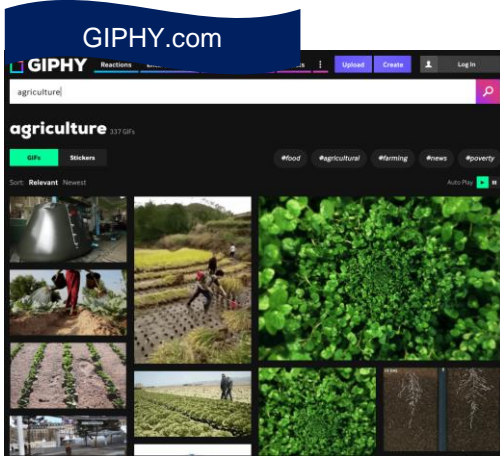 GIPHY.com
GIPHY Reactions Upload Create Log In
agriculture
agriculture 337 GIFs
GIFs Stickers #food #agricultural #farming #news #poverty
Sort: Relevant Newest Auto Play